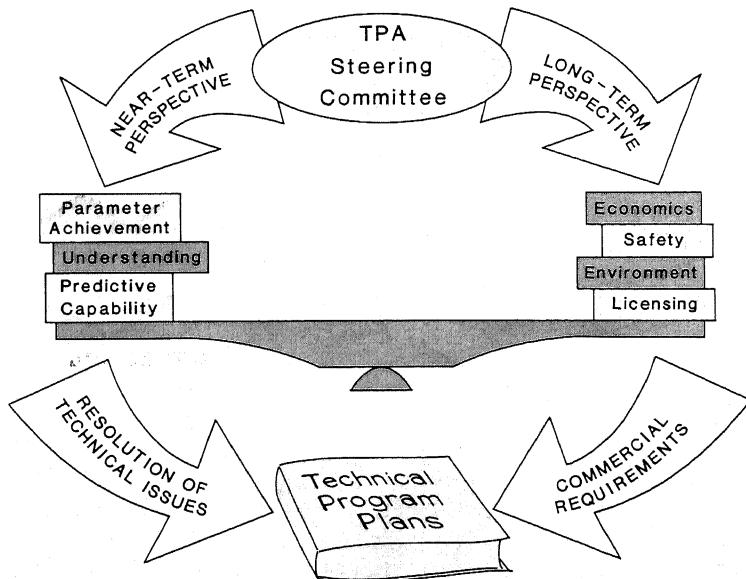 TPA
Steering
Committee
NEAR-TERM
PERSPECTIVE
LONG-TERM
PERSPECTIVE
Parameter
Achievement
Understanding
Predictive
Capability
Economics
Safety
Environment
Licensing
RESOLUTION OF
TECHNICAL ISSUES
COMMERCIAL
REQUIREMENTS
Technical
Program
Plans